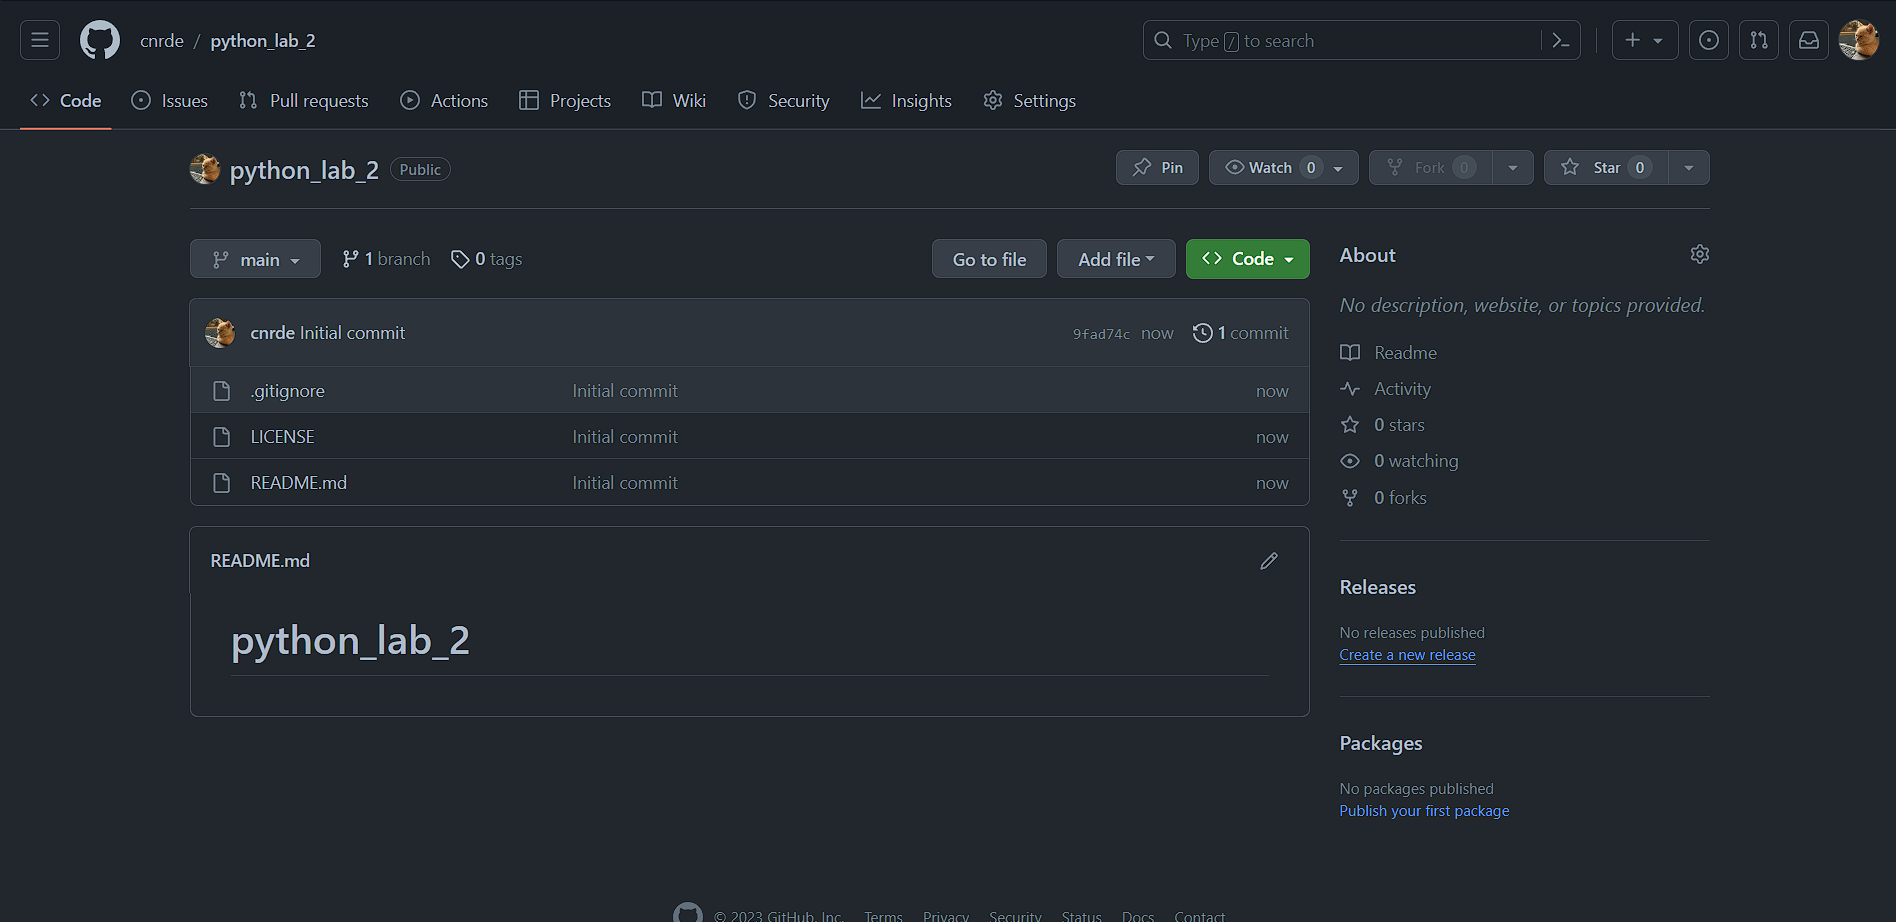 cnrde / python_lab_2
Type / to search
Code Issues Pull requests Actions Projects Wiki Security Insights Settings
python_lab_2 Public
Pin Watch 0 Fork 0 Star 0
main 1 branch 0 tags Go to file Add file Code
cnrde Initial commit 9fad74c now 1 commit
.gitignore Initial commit now
LICENSE Initial commit now
README.md Initial commit now
README.md
python_lab_2
About
No description, website, or topics provided.
Readme
Activity
0 stars
0 watching
0 forks
Releases
No releases published
Create a new release
Packages
No packages published
Publish your first package
© 2023 GitHub, Inc. Terms Privacy Security Status Docs Contact